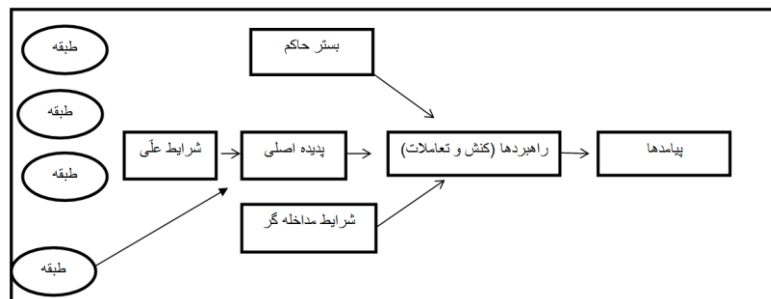 طبقه
بستر حاکم
طبقه
شرایط علّی
پدیده اصلی
راهبردها (کنش و تعاملات)
پیامدها
طبقه
شرایط مداخله گر
طبقه